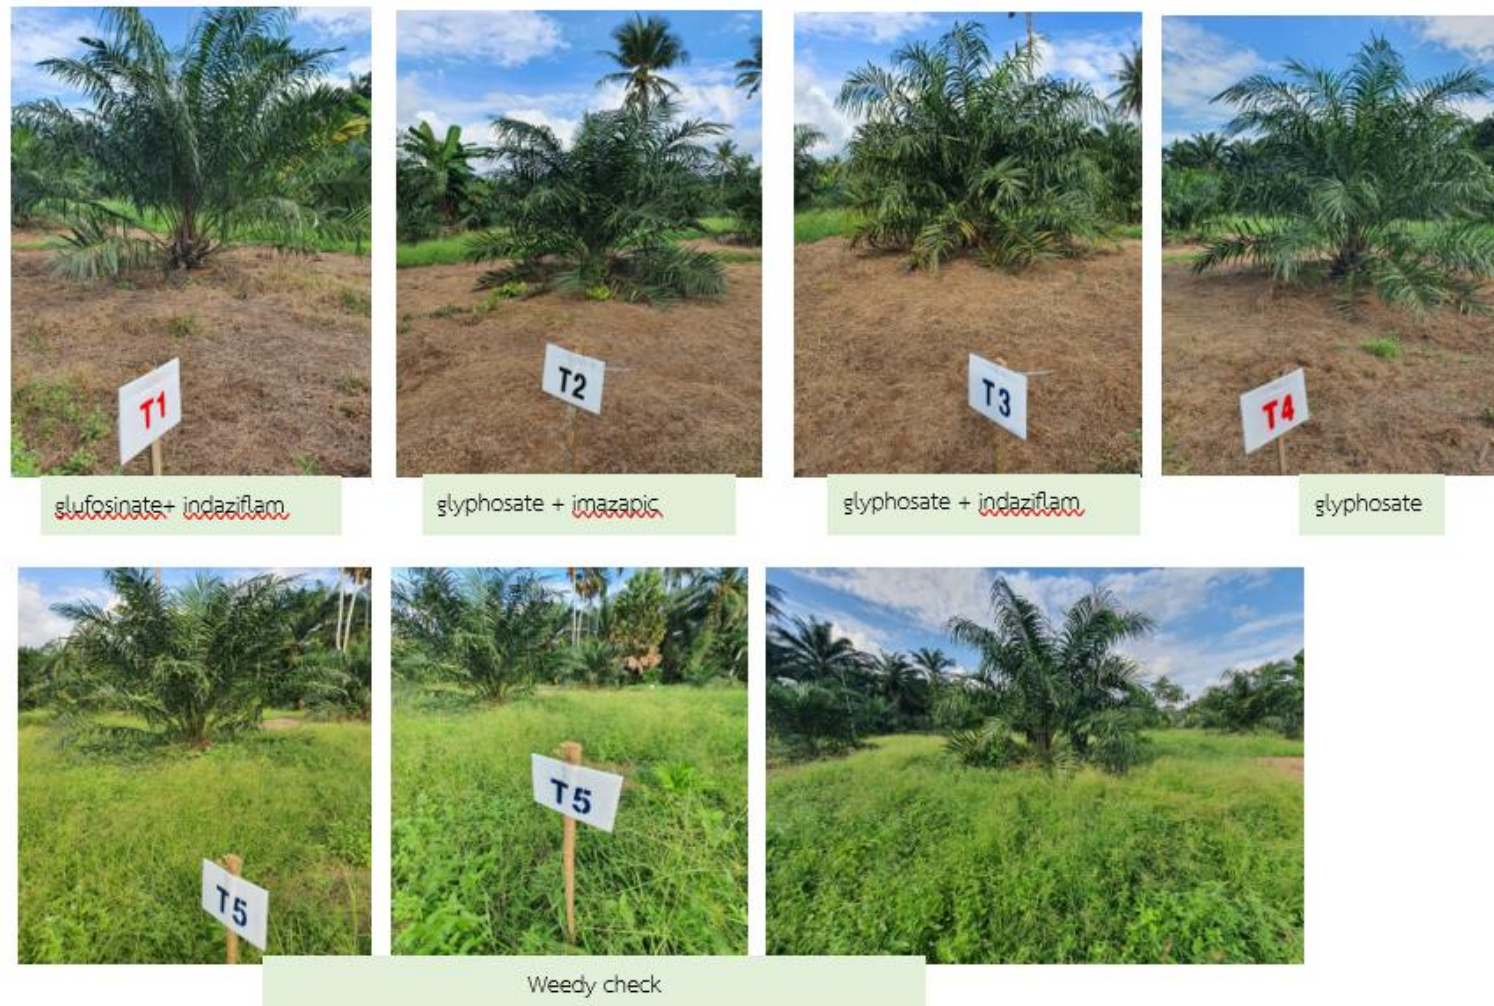 T1
T2
T3
T4
glufosinate+ indaziflam
glyphosate + imazapic
glyphosate + indaziflam
glyphosate
T5
T5
Weedy check